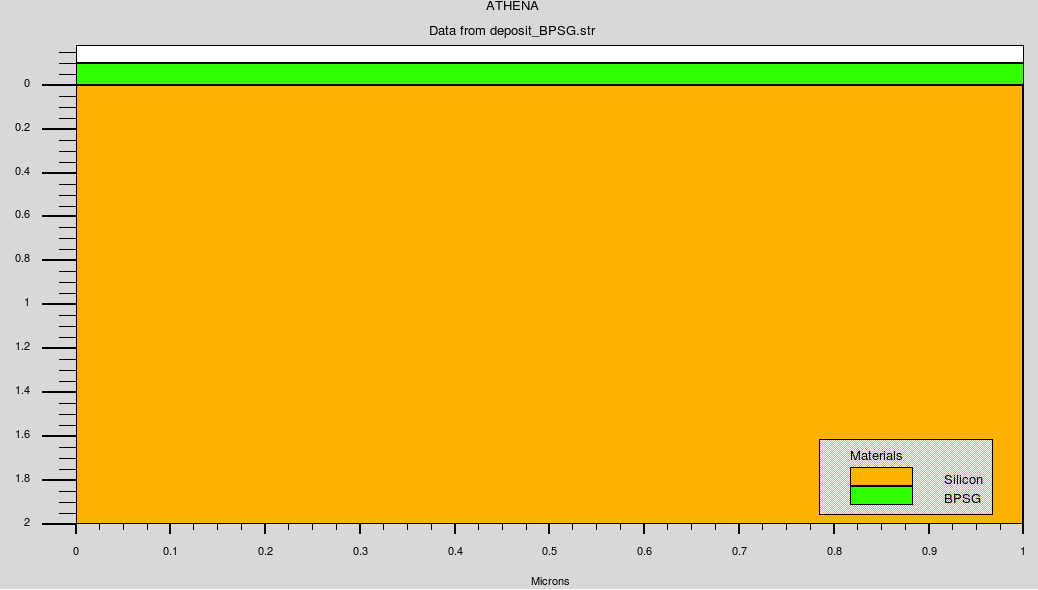 ATHENA
Data from deposit_BPSG.str
0
0.2
0.4
0.6
0.8
1
1.2
1.4
1.6
1.8
2
Materials
Silicon
BPSG
0 0.1 0.2 0.3 0.4 0.5 0.6 0.7 0.8 0.9 1
Microns